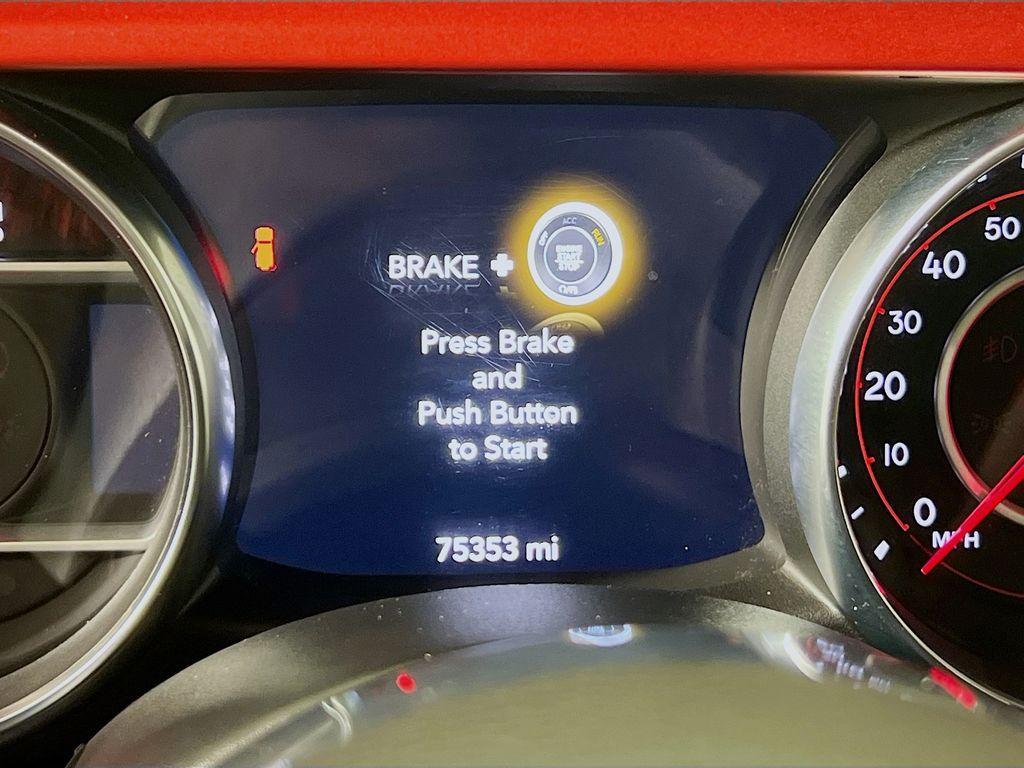 BRAKE +
OFF
ACC
RUN
ENGINE
START
STOP
Press Brake
and
Push Button
to Start
75353 mi
50
40
30
20
10
0
MPH